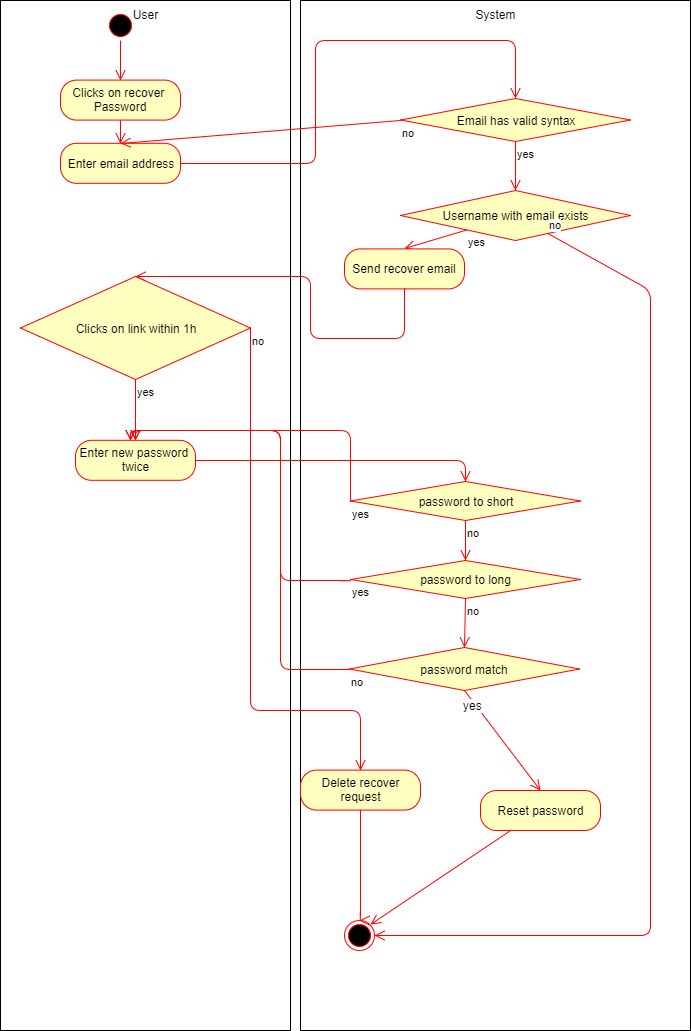 User
System
Clicks on recover
Password
Enter email address
Email has valid syntax
no
yes
Username with email exists
no
yes
Send recover email
Clicks on link within 1h
no
yes
Enter new password
twice
password to short
yes
no
password to long
yes
no
password match
no
yes
Delete recover
request
Reset password